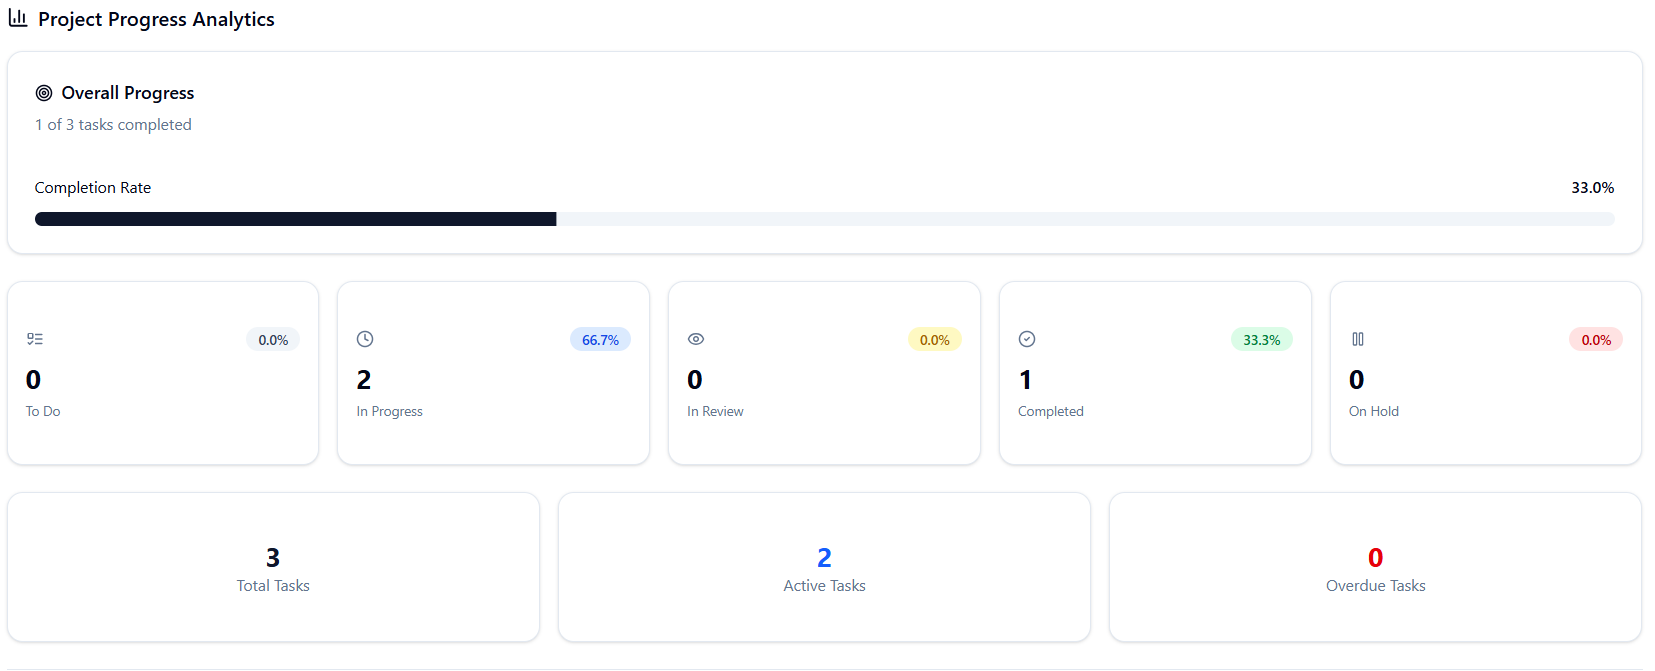 Project Progress Analytics
Overall Progress
1 of 3 tasks completed
Completion Rate
33.0%
0.0%
0
To Do
66.7%
2
In Progress
0.0%
0
In Review
33.3%
1
Completed
0.0%
0
On Hold
3
Total Tasks
2
Active Tasks
0
Overdue Tasks